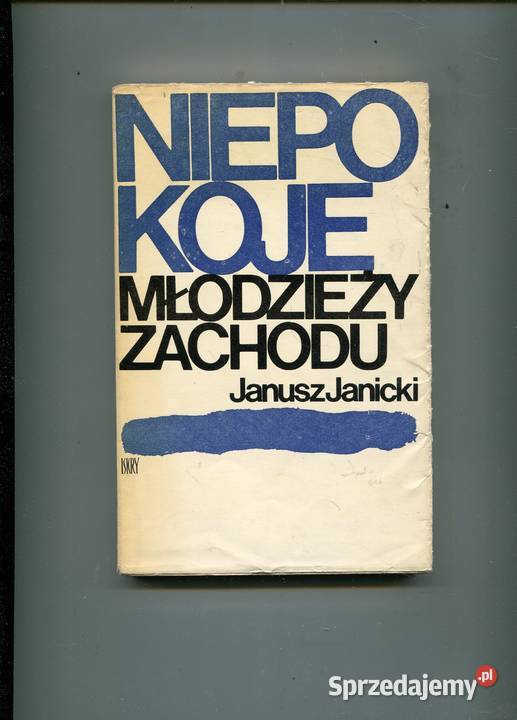 NIEPO
KOJE
MŁODZIEŻY
ZACHODU
Janusz Janicki
ISKRY
Sprzedajemy.pl